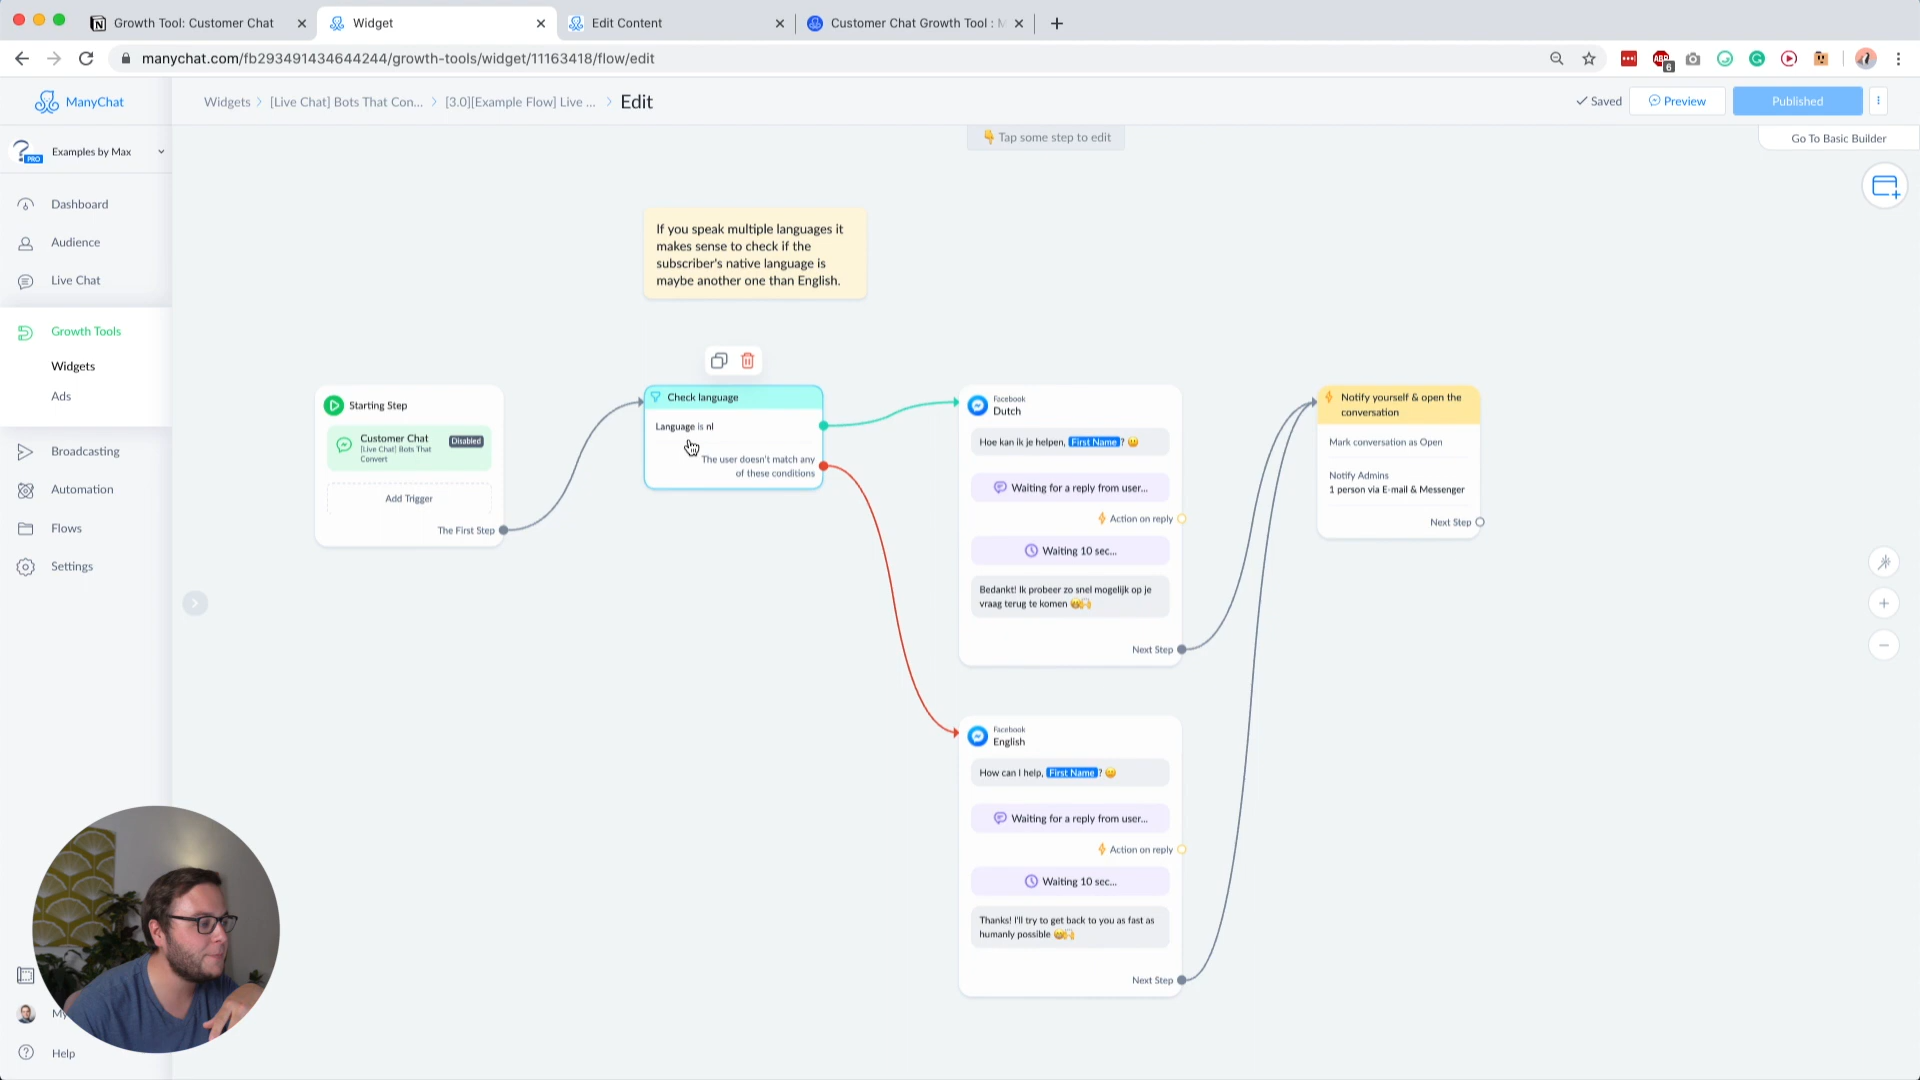 Growth Tool: Customer Chat
Widget
Edit Content
Customer Chat Growth Tool :
manychat.com/fb293491434644244/growth-tools/widget/11163418/flow/edit
ABP
6
ManyChat
Widgets
[Live Chat] Bots That Con...
[3.0][Example Flow] Live ...
Edit
Saved
Preview
Published
👇 Tap some step to edit
Go To Basic Builder
PRO
Examples by Max
Dashboard
Audience
Live Chat
Growth Tools
Widgets
Ads
Broadcasting
Automation
Flows
Settings
My
Help
If you speak multiple languages it
makes sense to check if the
subscriber's native language is
maybe another one than English.
Starting Step
Customer Chat
Disabled
[Live Chat] Bots That
Convert
Add Trigger
The First Step
Check language
Language is nl
The user doesn't match any
of these conditions
Facebook
Dutch
Hoe kan ik je helpen, First Name ? 🙂
Waiting for a reply from user...
Action on reply
Waiting 10 sec...
Bedankt! Ik probeer zo snel mogelijk op je
vraag terug te komen
Next Step
Facebook
English
How can I help, First Name ? 🙂
Waiting for a reply from user...
Action on reply
Waiting 10 sec...
Thanks! I'll try to get back to you as fast as
humanly possible
Next Step
Notify yourself & open the
conversation
Mark conversation as Open
Notify Admins
1 person via E-mail & Messenger
Next Step